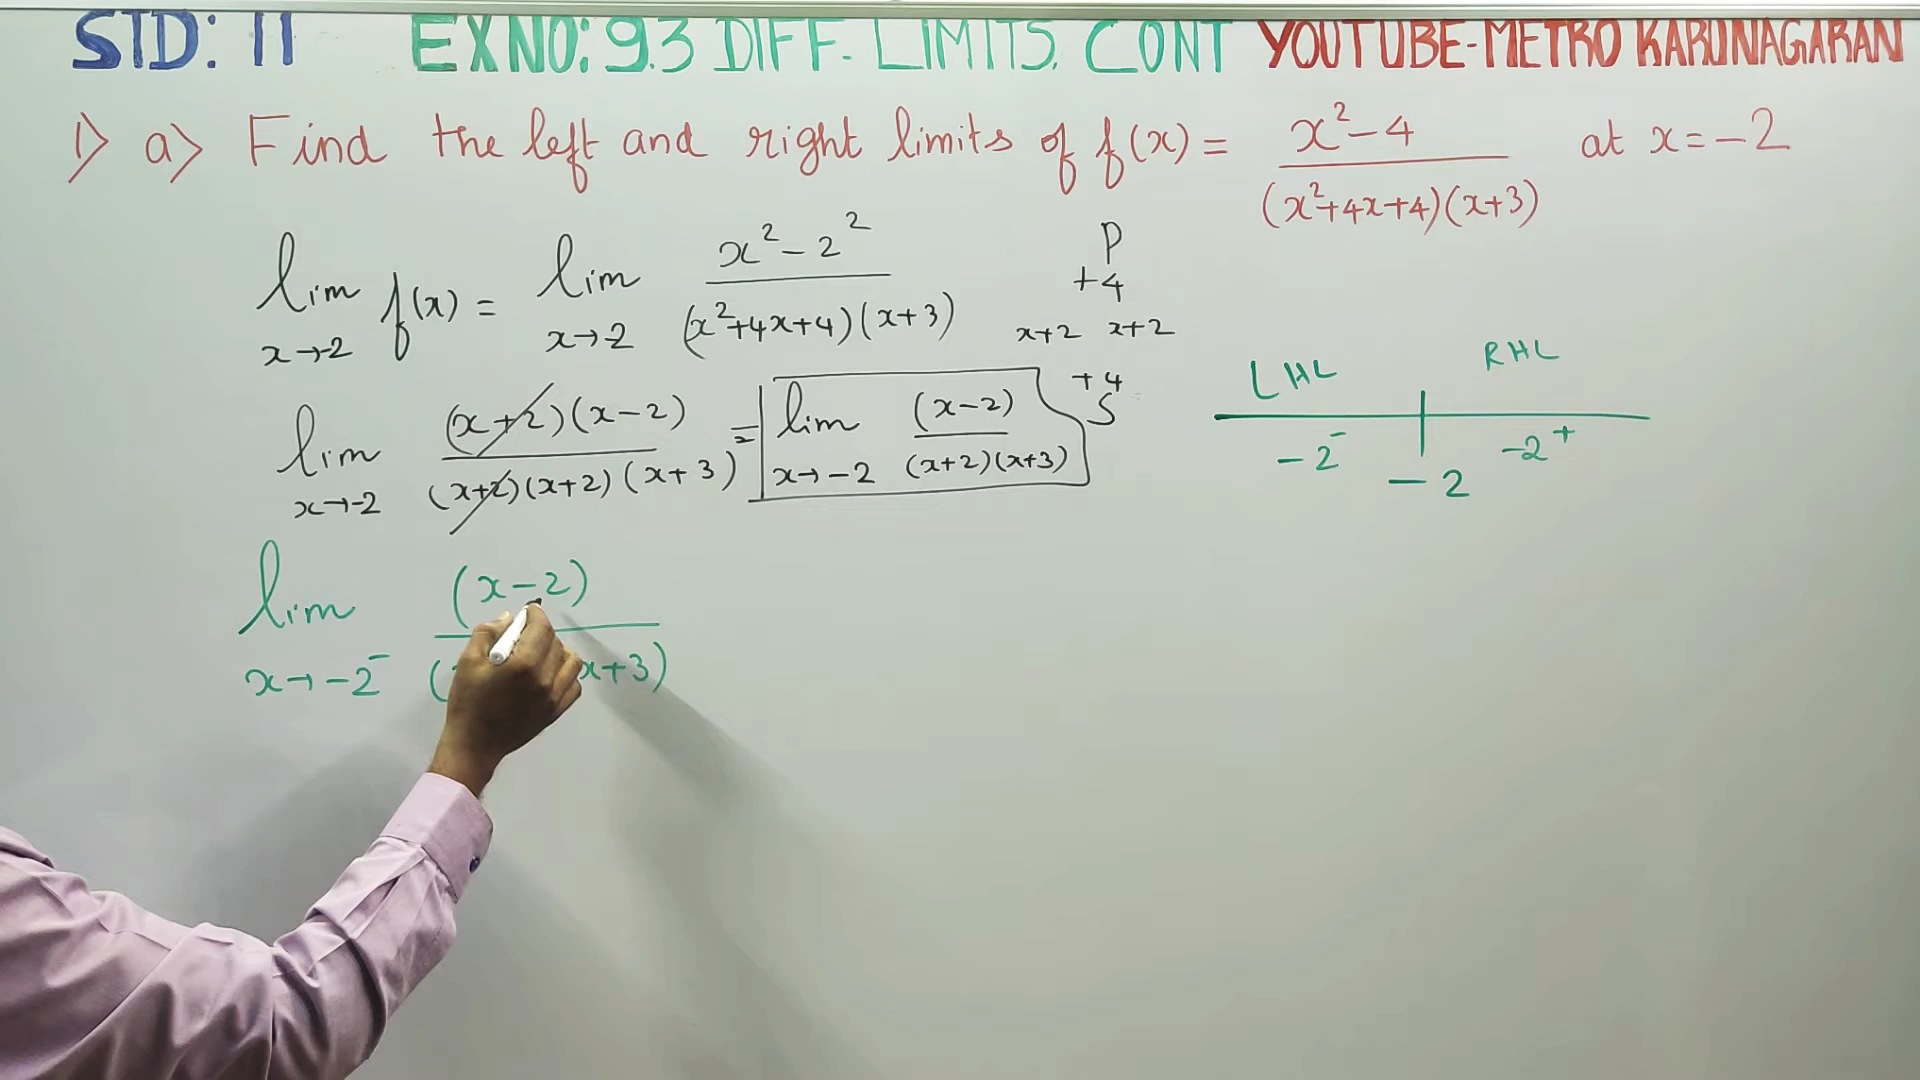 STD: 11 EXNO: 9.3 DIFF. LIMITS. CONT YOUTUBE-METRO KARUNAGARAN
1) a) Find the left and right limits of f(x) = x²-4 / (x²+4x+4)(x+3) at x = -2
lim x→-2 f(x) = lim x→-2 x²-2² / (x²+4x+4)(x+3)
P
+4
x+2 x+2
+4
S
lim x→-2 (x+2)(x-2) / (x+2)(x+2)(x+3) = lim x→-2 (x-2) / (x+2)(x+3)
LHL RHL
-2⁻ -2⁺
-2
lim x→-2⁻ (x-2) / ( x+3)